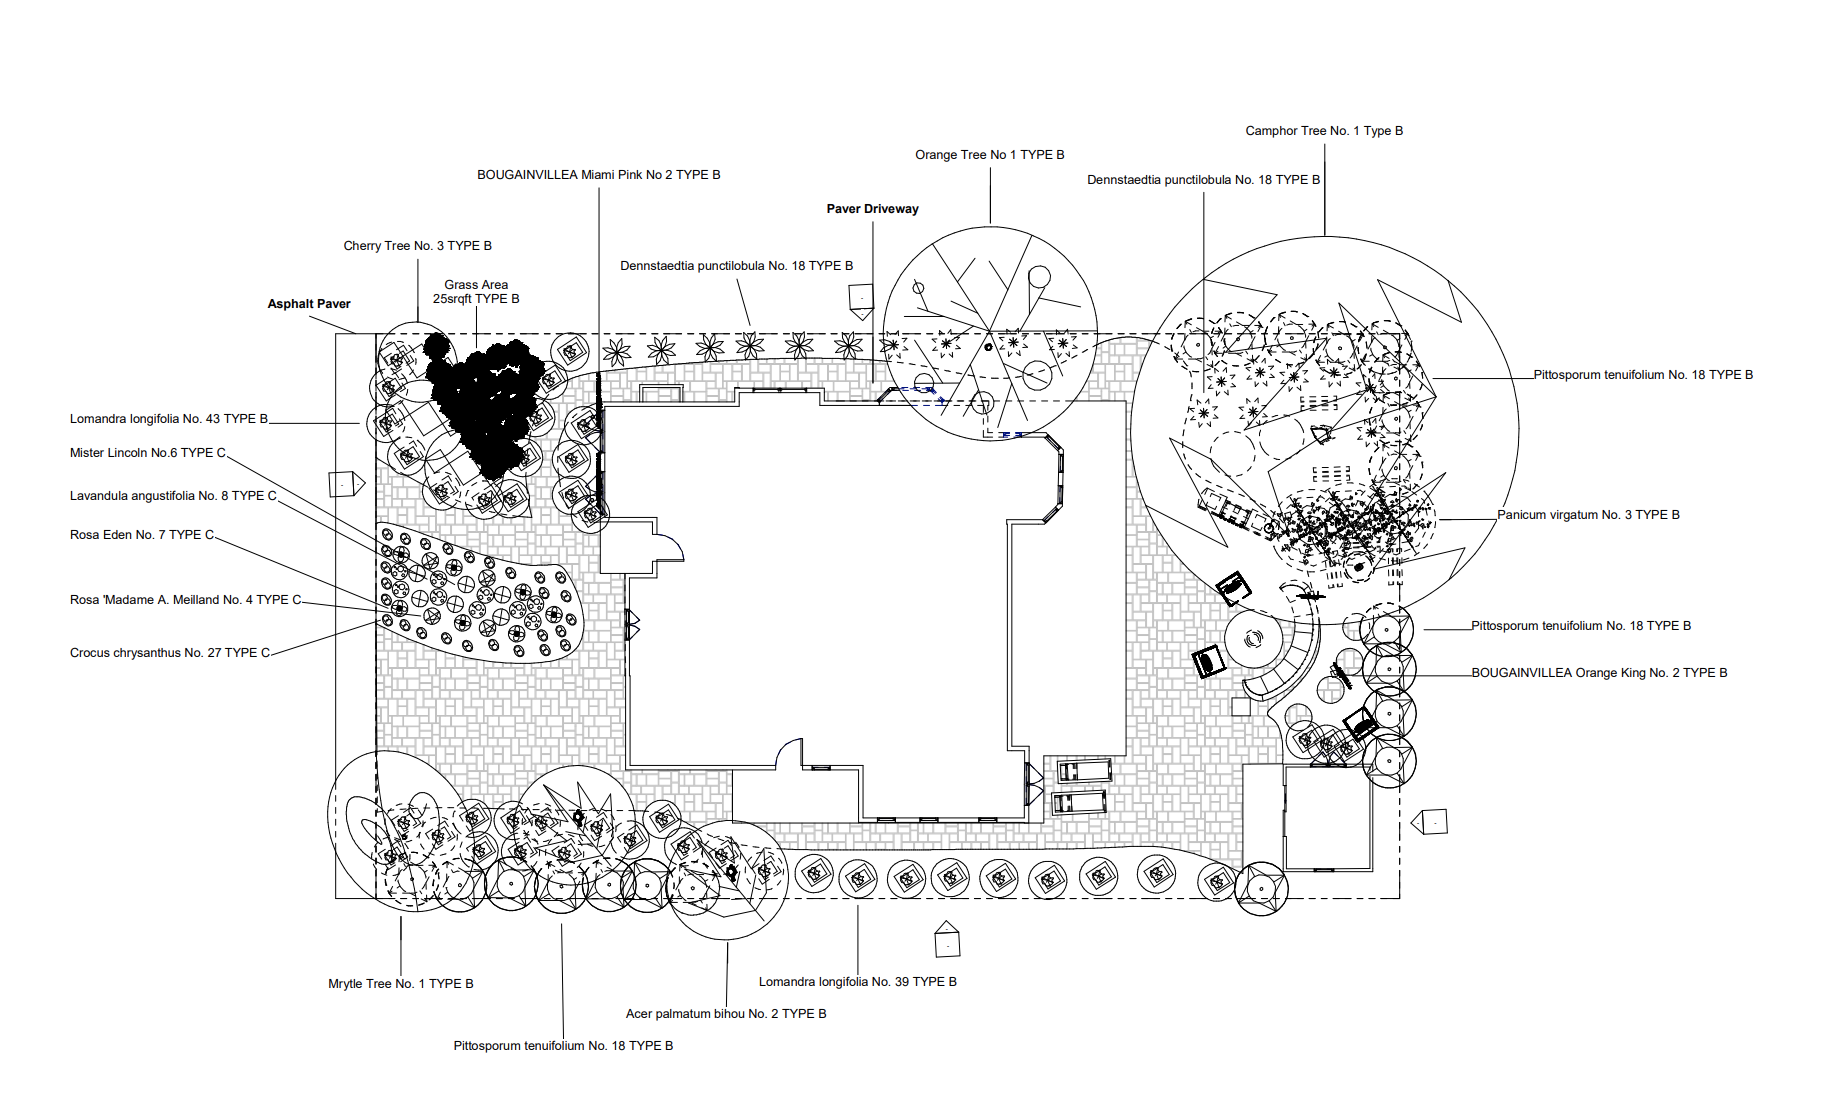 Camphor Tree No. 1 Type B
Orange Tree No 1 TYPE B
BOUGAINVILLEA Miami Pink No 2 TYPE B
Dennstaedtia punctilobula No. 18 TYPE B
Paver Driveway
Cherry Tree No. 3 TYPE B
Dennstaedtia punctilobula No. 18 TYPE B
Grass Area
25srqft TYPE B
Asphalt Paver
Pittosporum tenuifolium No. 18 TYPE B
Lomandra longifolia No. 43 TYPE B
Mister Lincoln No.6 TYPE C
Lavandula angustifolia No. 8 TYPE C
Panicum virgatum No. 3 TYPE B
Rosa Eden No. 7 TYPE C
Rosa 'Madame A. Meilland No. 4 TYPE C
Pittosporum tenuifolium No. 18 TYPE B
Crocus chrysanthus No. 27 TYPE C
BOUGAINVILLEA Orange King No. 2 TYPE B
Mrytle Tree No. 1 TYPE B
Lomandra longifolia No. 39 TYPE B
Acer palmatum bihou No. 2 TYPE B
Pittosporum tenuifolium No. 18 TYPE B